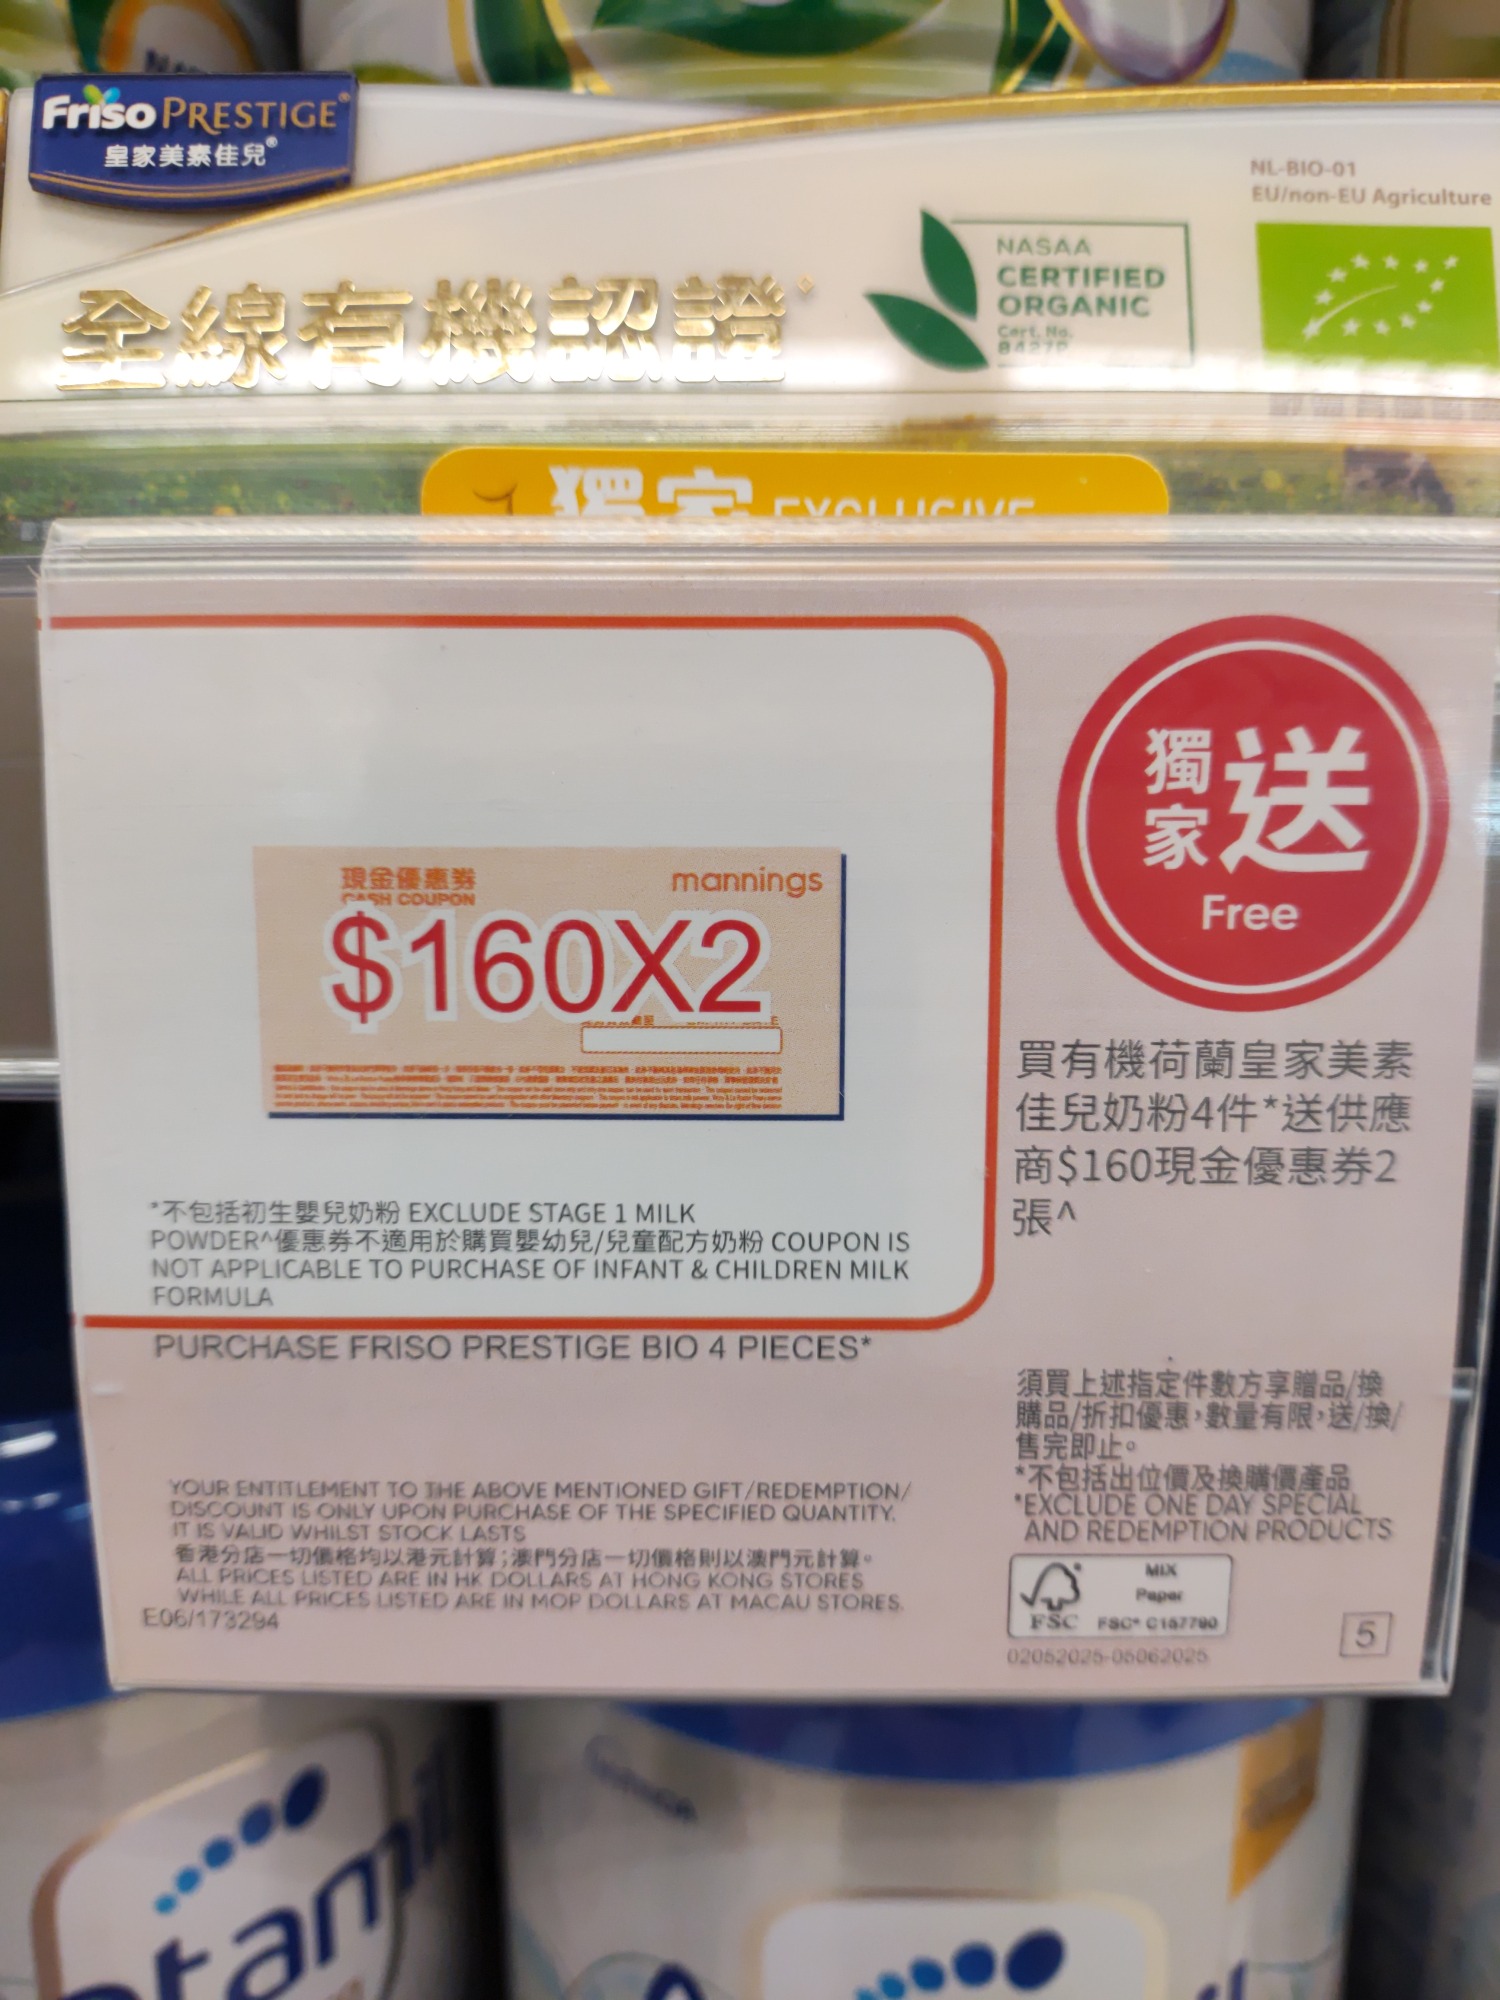 Friso PRESTIGE®
皇家美素佳兒®
NL-BIO-01
EU/non-EU Agriculture
全線有機認證
NASAA
CERTIFIED
ORGANIC
Cert. No.
8427P
獨家 EXCLUSIVE
現金優惠券
CASH COUPON
mannings
$160X2
獨家送
Free
買有機荷蘭皇家美素
佳兒奶粉4件*送供應
商$160現金優惠券2
張^
*不包括初生嬰兒奶粉 EXCLUDE STAGE 1 MILK
POWDER^優惠券不適用於購買嬰幼兒/兒童配方奶粉 COUPON IS
NOT APPLICABLE TO PURCHASE OF INFANT & CHILDREN MILK
FORMULA
PURCHASE FRISO PRESTIGE BIO 4 PIECES*
須買上述指定件數方享贈品/換
購品/折扣優惠，數量有限，送/換/
售完即止。
*不包括出位價及換購價產品
*EXCLUDE ONE DAY SPECIAL
AND REDEMPTION PRODUCTS
YOUR ENTITLEMENT TO THE ABOVE MENTIONED GIFT/REDEMPTION/
DISCOUNT IS ONLY UPON PURCHASE OF THE SPECIFIED QUANTITY.
IT IS VALID WHILST STOCK LASTS
香港分店一切價格均以港元計算；澳門分店一切價格則以澳門元計算。
ALL PRICES LISTED ARE IN HK DOLLARS AT HONG KONG STORES
WHILE ALL PRICES LISTED ARE IN MOP DOLLARS AT MACAU STORES.
E06/173294
FSC
MIX
Paper
FSC® C157790
02052025-05062025
5